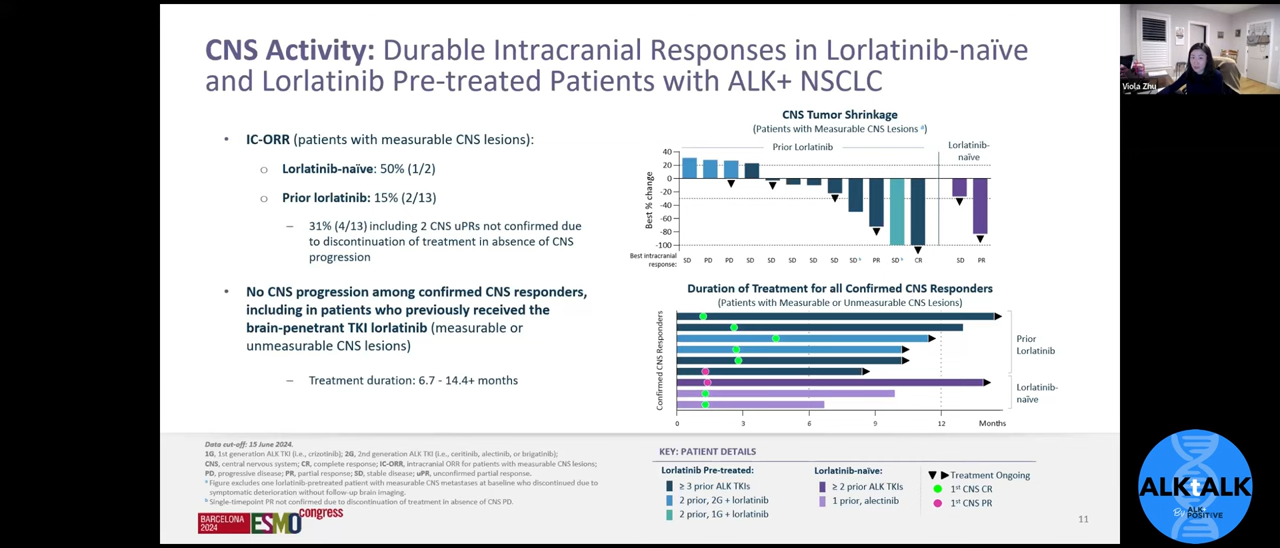 CNS Activity: Durable Intracranial Responses in Lorlatinib-naïve
and Lorlatinib Pre-treated Patients with ALK+ NSCLC
• IC-ORR (patients with measurable CNS lesions):
o Lorlatinib-naïve: 50% (1/2)
o Prior lorlatinib: 15% (2/13)
– 31% (4/13) including 2 CNS uPRs not confirmed due
to discontinuation of treatment in absence of CNS
progression
• No CNS progression among confirmed CNS responders,
including in patients who previously received the
brain-penetrant TKI lorlatinib (measurable or
unmeasurable CNS lesions)
– Treatment duration: 6.7 - 14.4+ months
CNS Tumor Shrinkage
(Patients with Measurable CNS Lesions a)
Prior Lorlatinib
Lorlatinib-
naïve
Best % change
40
20
0
-20
-40
-60
-80
-100
Best intracranial
response:
SD PD PD SD SD SD SD SD SD b PR SD b CR SD PR
Duration of Treatment for all Confirmed CNS Responders
(Patients with Measurable or Unmeasurable CNS Lesions)
Confirmed CNS Responders
Prior
Lorlatinib
Lorlatinib-
naïve
0 3 6 9 12 Months
Data cut-off: 15 June 2024.
1G, 1st generation ALK TKI (i.e., crizotinib); 2G, 2nd generation ALK TKI (i.e., ceritinib, alectinib, or brigatinib);
CNS, central nervous system; CR, complete response; IC-ORR, intracranial ORR for patients with measurable CNS lesions;
PD, progressive disease; PR, partial response; SD, stable disease; uPR, unconfirmed partial response.
a Figure excludes one lorlatinib-pretreated patient with measurable CNS metastases at baseline who discontinued due to
symptomatic deterioration without follow-up brain imaging.
b Single-timepoint PR not confirmed due to discontinuation of treatment in absence of CNS PD.
KEY: PATIENT DETAILS
Lorlatinib Pre-treated:
≥ 3 prior ALK TKIs
2 prior, 2G + lorlatinib
2 prior, 1G + lorlatinib
Lorlatinib-naïve:
≥ 2 prior ALK TKIs
1 prior, alectinib
Treatment Ongoing
1st CNS CR
1st CNS PR
BARCELONA
2024
ESMO congress
11
Viola Zhu
ALKtALK
By ALK
POSITIVE